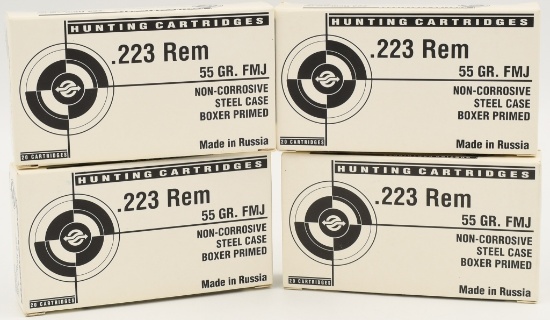 HUNTING CARTRIDGES
.223 Rem
55 GR. FMJ
NON-CORROSIVE
STEEL CASE
BOXER PRIMED
Made in Russia
20 CARTRIDGES
HUNTING CARTRIDGES
.223 Rem
55 GR. FMJ
NON-CORROSIVE
STEEL CASE
BOXER PRIMED
Made in Russia
20 CARTRIDGES
HUNTING CARTRIDGES
.223 Rem
55 GR. FMJ
NON-CORROSIVE
STEEL CASE
BOXER PRIMED
Made in Russia
20 CARTRIDGES
HUNTING CARTRIDGES
.223 Rem
55 GR. FMJ
NON-CORROSIVE
STEEL CASE
BOXER PRIMED
Made in Russia
20 CARTRIDGES